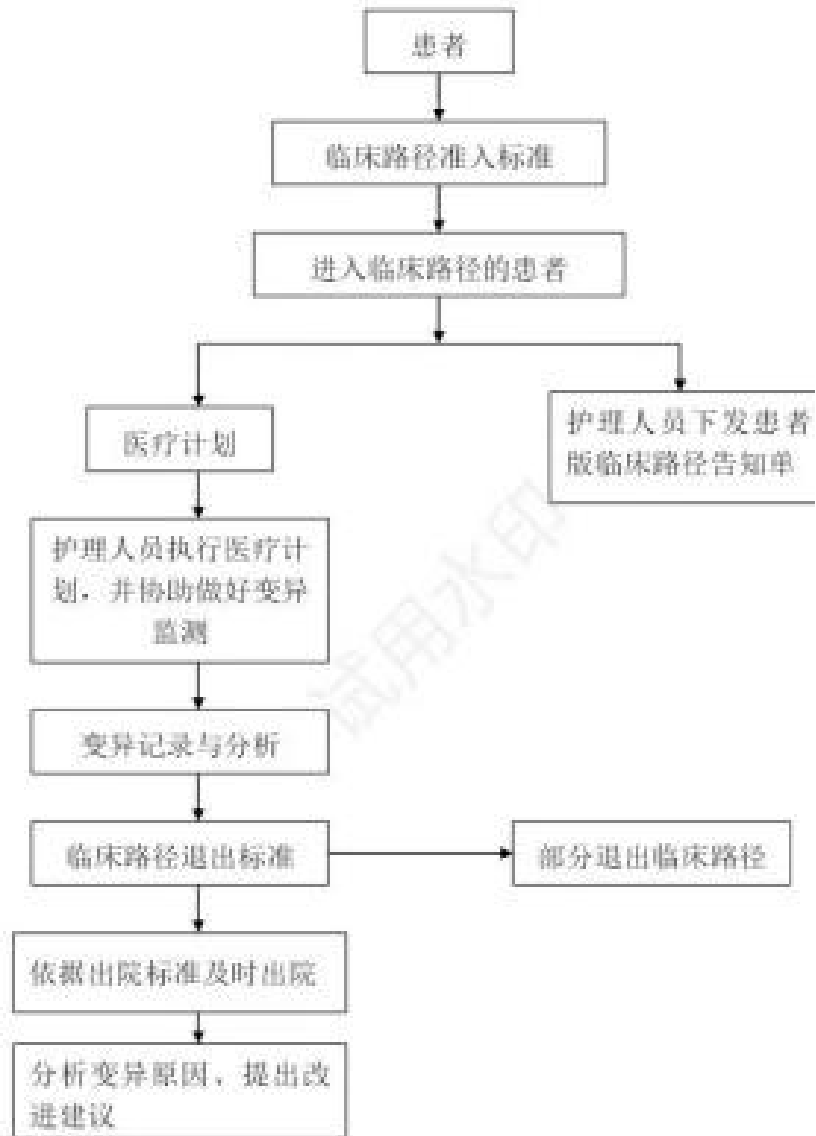 患者
临床路径准入标准
进入临床路径的患者
医疗计划
护理人员下发患者
版临床路径告知单
护理人员执行医疗计
划，并协助做好变异
监测
变异记录与分析
临床路径退出标准
部分退出临床路径
依据出院标准及时出院
分析变异原因、提出改
进建议
试用水印